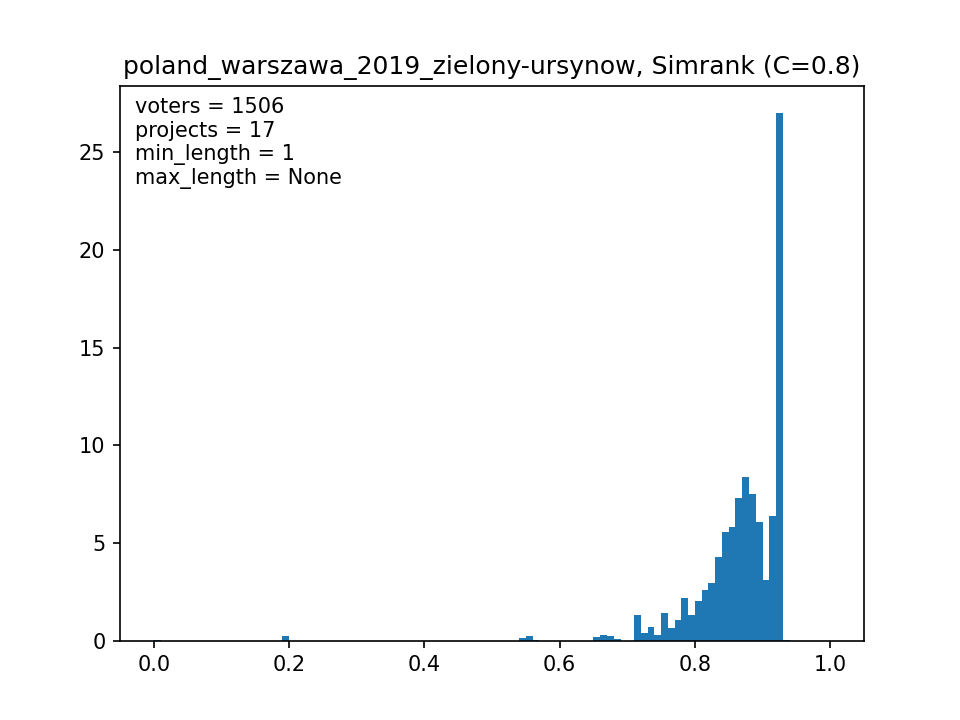 poland_warszawa_2019_zielony-ursynow, Simrank (C=0.8)
voters = 1506
projects = 17
min_length = 1
max_length = None
25
20
15
10
5
0
0.0 0.2 0.4 0.6 0.8 1.0